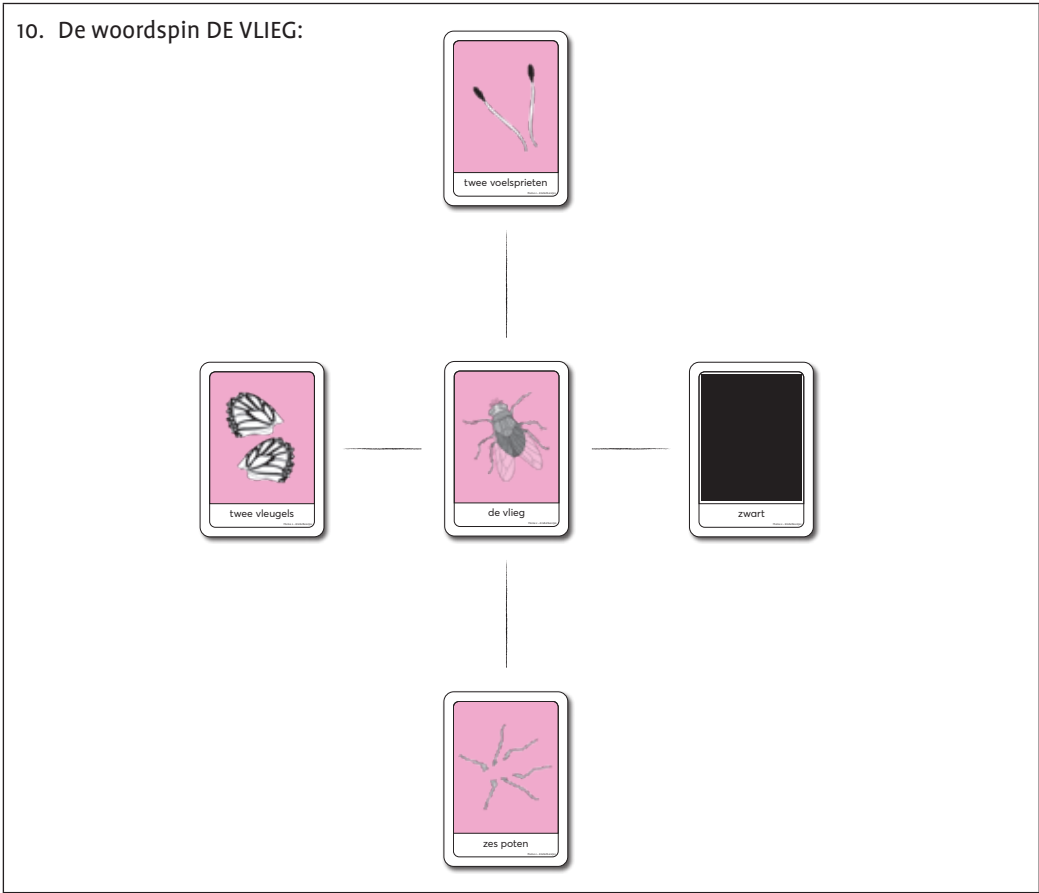 10. De woordspin DE VLIEG:
twee voelsprieten
twee vleugels
de vlieg
zwart
zes poten